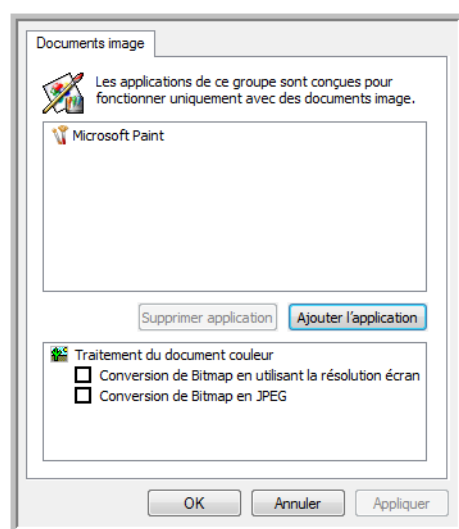 Documents image
Les applications de ce groupe sont conçues pour
fonctionner uniquement avec des documents image.
Microsoft Paint
Supprimer application
Ajouter l'application
Traitement du document couleur
Conversion de Bitmap en utilisant la résolution écran
Conversion de Bitmap en JPEG
OK
Annuler
Appliquer